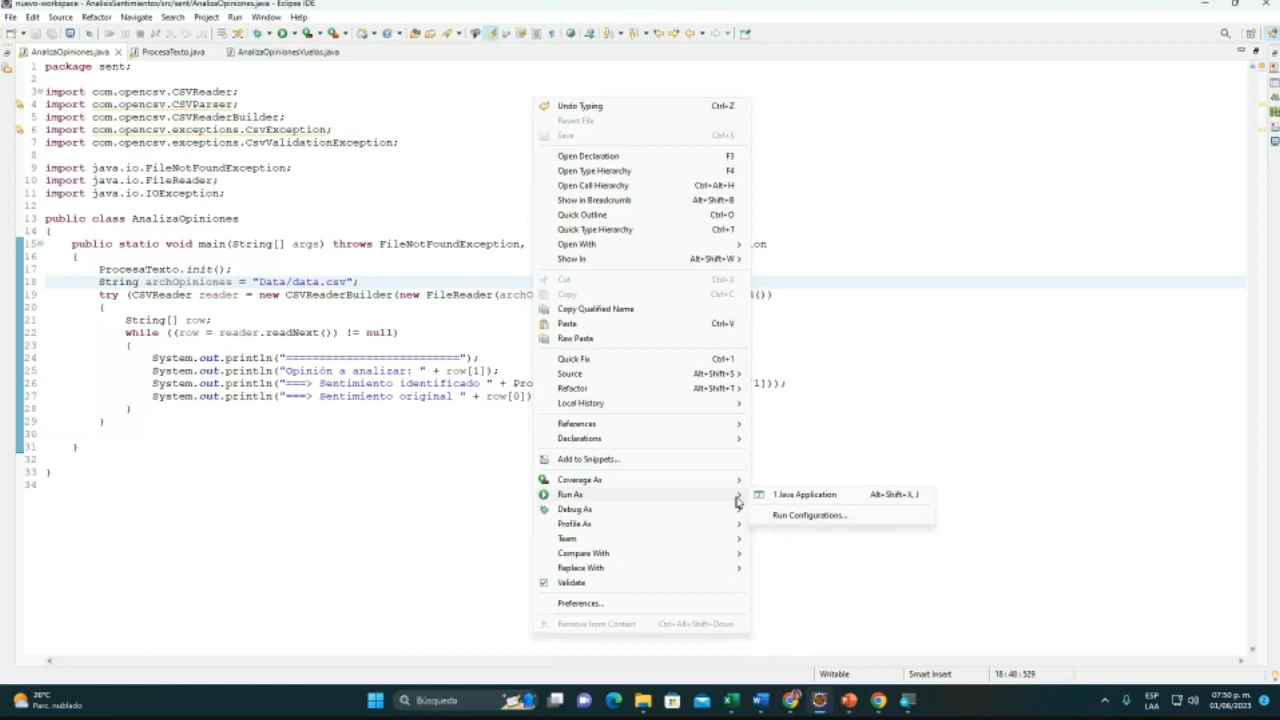 nuevo-workspace - AnalisisSentimientos/src/sent/AnalizaOpiniones.java - Eclipse IDE
File Edit Source Refactor Navigate Search Project Run Window Help
AnalizaOpiniones.java ProcesaTexto.java AnalizaOpinionesVuelos.java
1 package sent;
2
3 import com.opencsv.CSVReader;
4 import com.opencsv.CSVParser;
5 import com.opencsv.CSVReaderBuilder;
6 import com.opencsv.exceptions.CsvException;
7 import com.opencsv.exceptions.CsvValidationException;
8
9 import java.io.FileNotFoundException;
10 import java.io.FileReader;
11 import java.io.IOException;
12
13 public class AnalizaOpiniones
14 {
15 public static void main(String[] args) throws FileNotFoundException,
16 {
17 ProcesaTexto.init();
18 String archOpiniones = "Data/data.csv";
19 try (CSVReader reader = new CSVReaderBuilder(new FileReader(archO
20 {
21 String[] row;
22 while ((row = reader.readNext()) != null)
23 {
24 System.out.println("==========================");
25 System.out.println("Opinión a analizar: " + row[1]);
26 System.out.println("===> Sentimiento identificado " + Pro [1]));
27 System.out.println("===> Sentimiento original " + row[0])
28 }
29 }
30
31 }
32
33 }
34
Undo Typing Ctrl+Z
Revert File
Save Ctrl+S
Open Declaration F3
Open Type Hierarchy F4
Open Call Hierarchy Ctrl+Alt+H
Show in Breadcrumb Alt+Shift+B
Quick Outline Ctrl+O
Quick Type Hierarchy Ctrl+T
Open With
Show In Alt+Shift+W
Cut Ctrl+X
Copy Ctrl+C
Copy Qualified Name
Paste Ctrl+V
Raw Paste
Quick Fix Ctrl+1
Source Alt+Shift+S
Refactor Alt+Shift+T
Local History
References
Declarations
Add to Snippets...
Coverage As
Run As
Debug As
Profile As
Team
Compare With
Replace With
Validate
Preferences...
Remove from Context Ctrl+Alt+Shift+Down
1 Java Application Alt+Shift+X, J
Run Configurations...
Writable Smart Insert 18 : 48 : 529
28°C
Parc. nublado
Búsqueda
ESP
LAA
07:50 p. m.
01/06/2023